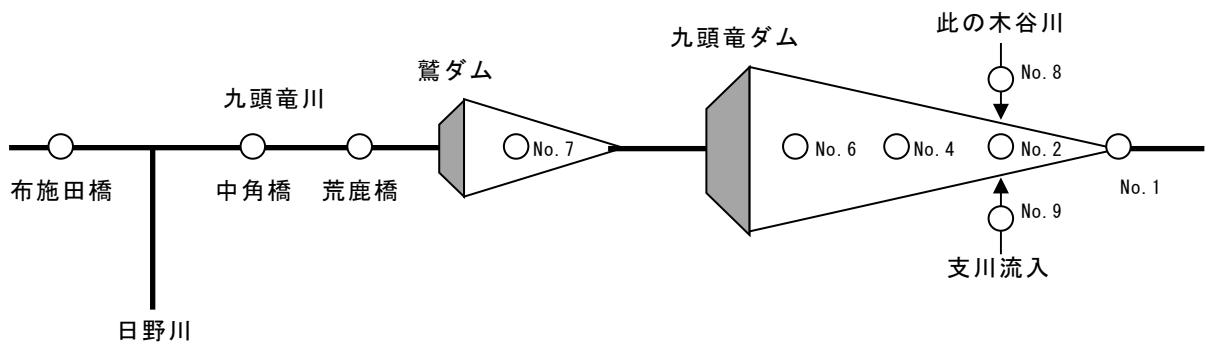 此の木谷川
九頭竜ダム
鷲ダム
No.8
九頭竜川
No.7
No.6
No.4
No.2
布施田橋
中角橋
荒鹿橋
No.1
No.9
支川流入
日野川